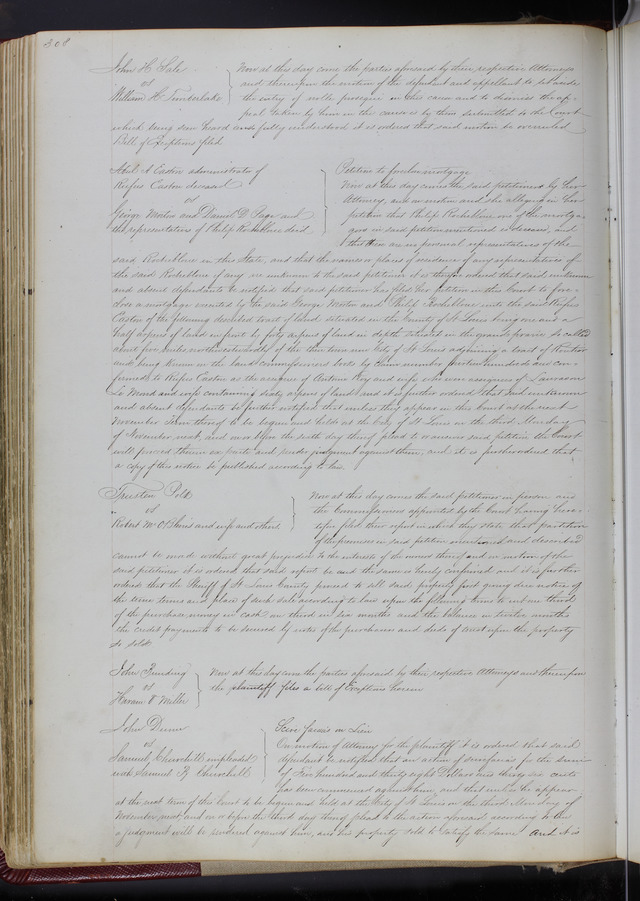 308
John H Sale
vs
William H Timberlake
Now at this day come the parties aforesaid by their respective Attorneys
and thereupon the motion of the defendant and appellant to set aside
the entry of nolle prosequi in this cause and to dismiss the ap-
peal taken by him in the cause is by them submitted to the Court
which being seen heard and fully understood it is ordered that said motion be overruled
Bill of Exceptions filed
Abial A Easton administrator of
Rufus Easton deceased
vs
George Morton and Daniel D Page and
the representatives of Philip Rochblane decd
Petition to foreclose mortgage
Now at this day comes the said petitioner by her
Attorney, and on motion and she alleging in her
petition that Philip Rochblane one of the mortga-
gors in said petition mentioned is deceased, and
that there are no personal representatives of the
said Rochblane in this State, and that the names or places of residence of any representatives of
the said Rochblane if any, are unknown to the said petitioner it is therefore ordered that said unknown
and absent defendants be notified that said petitioner has filed her petition in this Court to fore-
close a mortgage executed by the said George Morton and Philip Rochblane unto the said Rufus
Easton of the following described tract of land situated in the County of St Louis being one and a
half arpens of land in front by forty arpens of land in depth situated in the grand prairie so called
about five miles northwestwardly of the then town now City of St Louis adjoining a tract of
and being known in the land commissioners books by claim number fourteen hundred and con-
firmed to Rufus Easton as the assignee of Antoine Roy and wife who were assignees of
Le Mond and wife containing sixty arpens of land and it is further ordered that said unknown
and absent defendants be further notified that unless they appear in this Court at the next
November Term thereof to be begun and held at the City of St Louis on the third Monday
of November next, and on or before the sixth day thereof plead to or answer said petition the Court
will proceed therein ex parte and render judgment against them, and it is further ordered that
a copy of this notice be published according to law.
Trusten Polk
vs
Robert M O'Blenis and wife and others
Now at this day comes the said petitioner in person and
the Commissioners appointed by the Court having here-
tofore filed their report in which they state that partition
of the premises in said petition mentioned and described
cannot be made without great prejudice to the interests of the owners thereof and on motion of the
said petitioner it is ordered that said report be and the same is hereby confirmed and it is further
ordered that the Sheriff of St Louis County proceed to sell said property first giving due notice of
the time terms and place of such sale according to law upon the following terms to wit one third
of the purchase money in cash one third in six months and the balance in twelve months
the credit payments to be secured by notes of the purchasers and deeds of trust upon the property
so sold
John Funding
vs
Hiram V Miller
Now at this day come the parties aforesaid by their respective Attorneys and thereupon
the plaintiff files a bill of Exceptions herein
John Dunn
vs
Samuel Churchill impleaded
with Samuel B Churchill
Scire facias on Lien
On motion of Attorney for the plaintiff it is ordered that said
defendant be notified that an action of scire facias for the sum
of Five hundred and thirty eight Dollars and thirty six cents
has been commenced against him, and that unless he appear
at the next term of this Court to be begun and held at the City of St Louis on the third Monday of
November next, and on or before the third day thereof plead to the action aforesaid according to law
a judgment will be rendered against him, and his property sold to satisfy the same. And it is